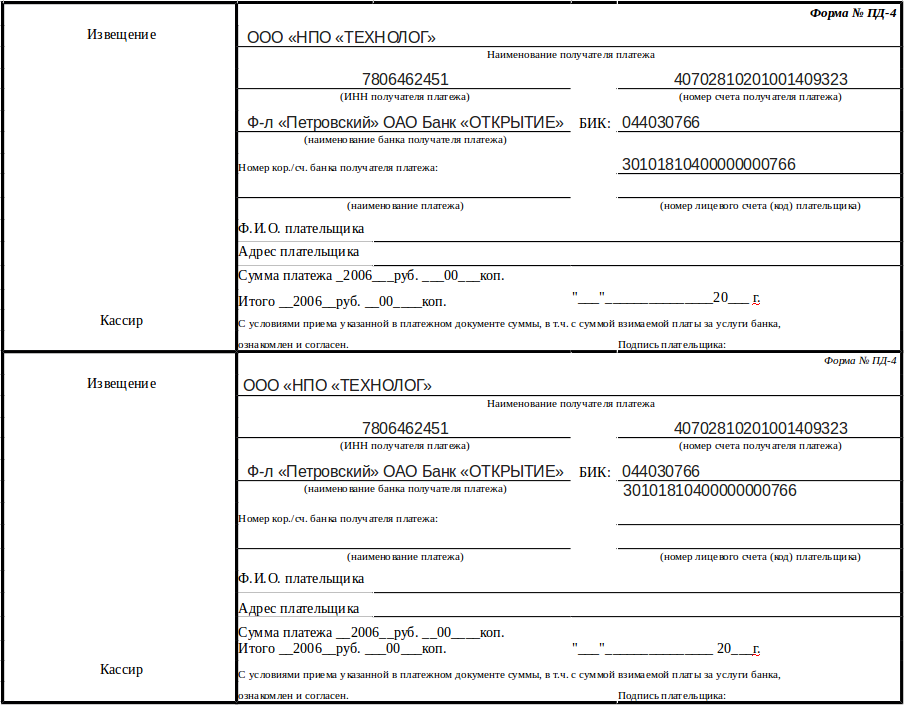 Форма № ПД-4
Извещение
ООО «НПО «ТЕХНОЛОГ»
Наименование получателя платежа
7806462451 40702810201001409323
(ИНН получателя платежа) (номер счета получателя платежа)
Ф-л «Петровский» ОАО Банк «ОТКРЫТИЕ» БИК: 044030766
(наименование банка получателя платежа)
Номер кор./сч. банка получателя платежа: 30101810400000000766
(наименование платежа) (номер лицевого счета (код) плательщика)
Ф.И.О. плательщика
Адрес плательщика
Сумма платежа _2006___руб. ___00___коп.
Итого __2006__руб. __00____коп. "___"_______________20___ г.
Кассир
С условиями приема указанной в платежном документе суммы, в т.ч. с суммой взимаемой платы за услуги банка,
ознакомлен и согласен. Подпись плательщика:
Форма № ПД-4
Извещение
ООО «НПО «ТЕХНОЛОГ»
Наименование получателя платежа
7806462451 40702810201001409323
(ИНН получателя платежа) (номер счета получателя платежа)
Ф-л «Петровский» ОАО Банк «ОТКРЫТИЕ» БИК: 044030766
(наименование банка получателя платежа) 30101810400000000766
Номер кор./сч. банка получателя платежа:
(наименование платежа) (номер лицевого счета (код) плательщика)
Ф.И.О. плательщика
Адрес плательщика
Сумма платежа __2006__руб. __00____коп.
Итого __2006__руб. ___00___коп. "___"_______________ 20___г.
Кассир
С условиями приема указанной в платежном документе суммы, в т.ч. с суммой взимаемой платы за услуги банка,
ознакомлен и согласен. Подпись плательщика: